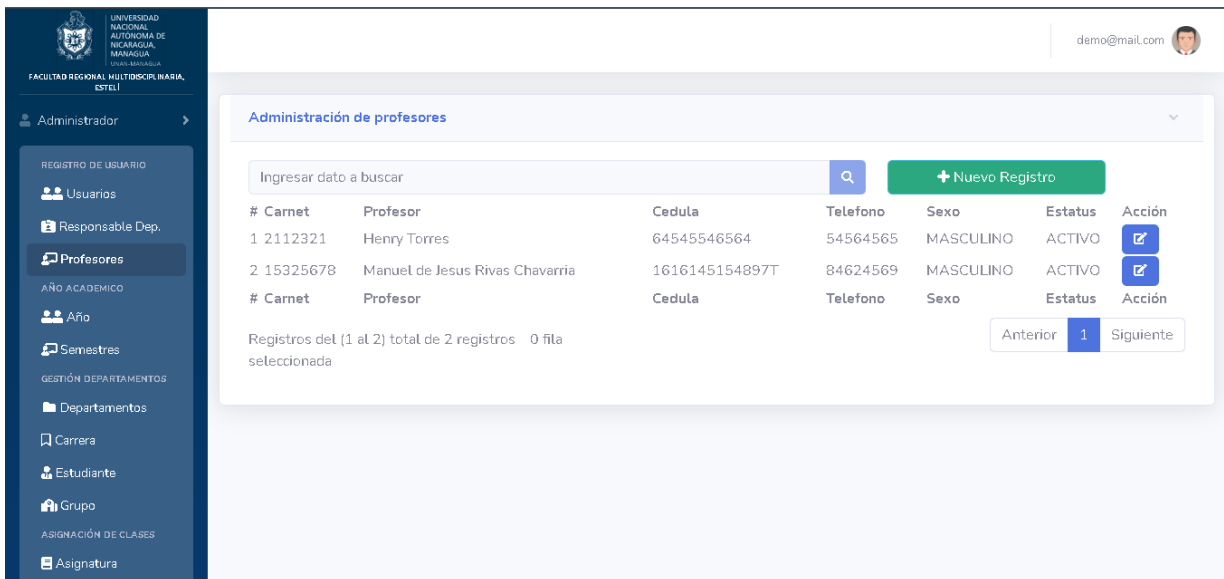 UNIVERSIDAD
NACIONAL
AUTÓNOMA DE
NICARAGUA,
MANAGUA
UNAN-MANAGUA
FACULTAD REGIONAL MULTIDISCIPLINARIA,
ESTELÍ
demo@mail.com
Administrador
REGISTRO DE USUARIO
Usuarios
Responsable Dep.
Profesores
AÑO ACADEMICO
Año
Semestres
GESTIÓN DEPARTAMENTOS
Departamentos
Carrera
Estudiante
Grupo
ASIGNACIÓN DE CLASES
Asignatura
Administración de profesores
Ingresar dato a buscar
Nuevo Registro
# Carnet Profesor Cedula Telefono Sexo Estatus Acción
1 2112321 Henry Torres 64545546564 54564565 MASCULINO ACTIVO
2 15325678 Manuel de Jesus Rivas Chavarria 1616145154897T 84624569 MASCULINO ACTIVO
# Carnet Profesor Cedula Telefono Sexo Estatus Acción
Registros del (1 al 2) total de 2 registros 0 fila
seleccionada
Anterior 1 Siguiente